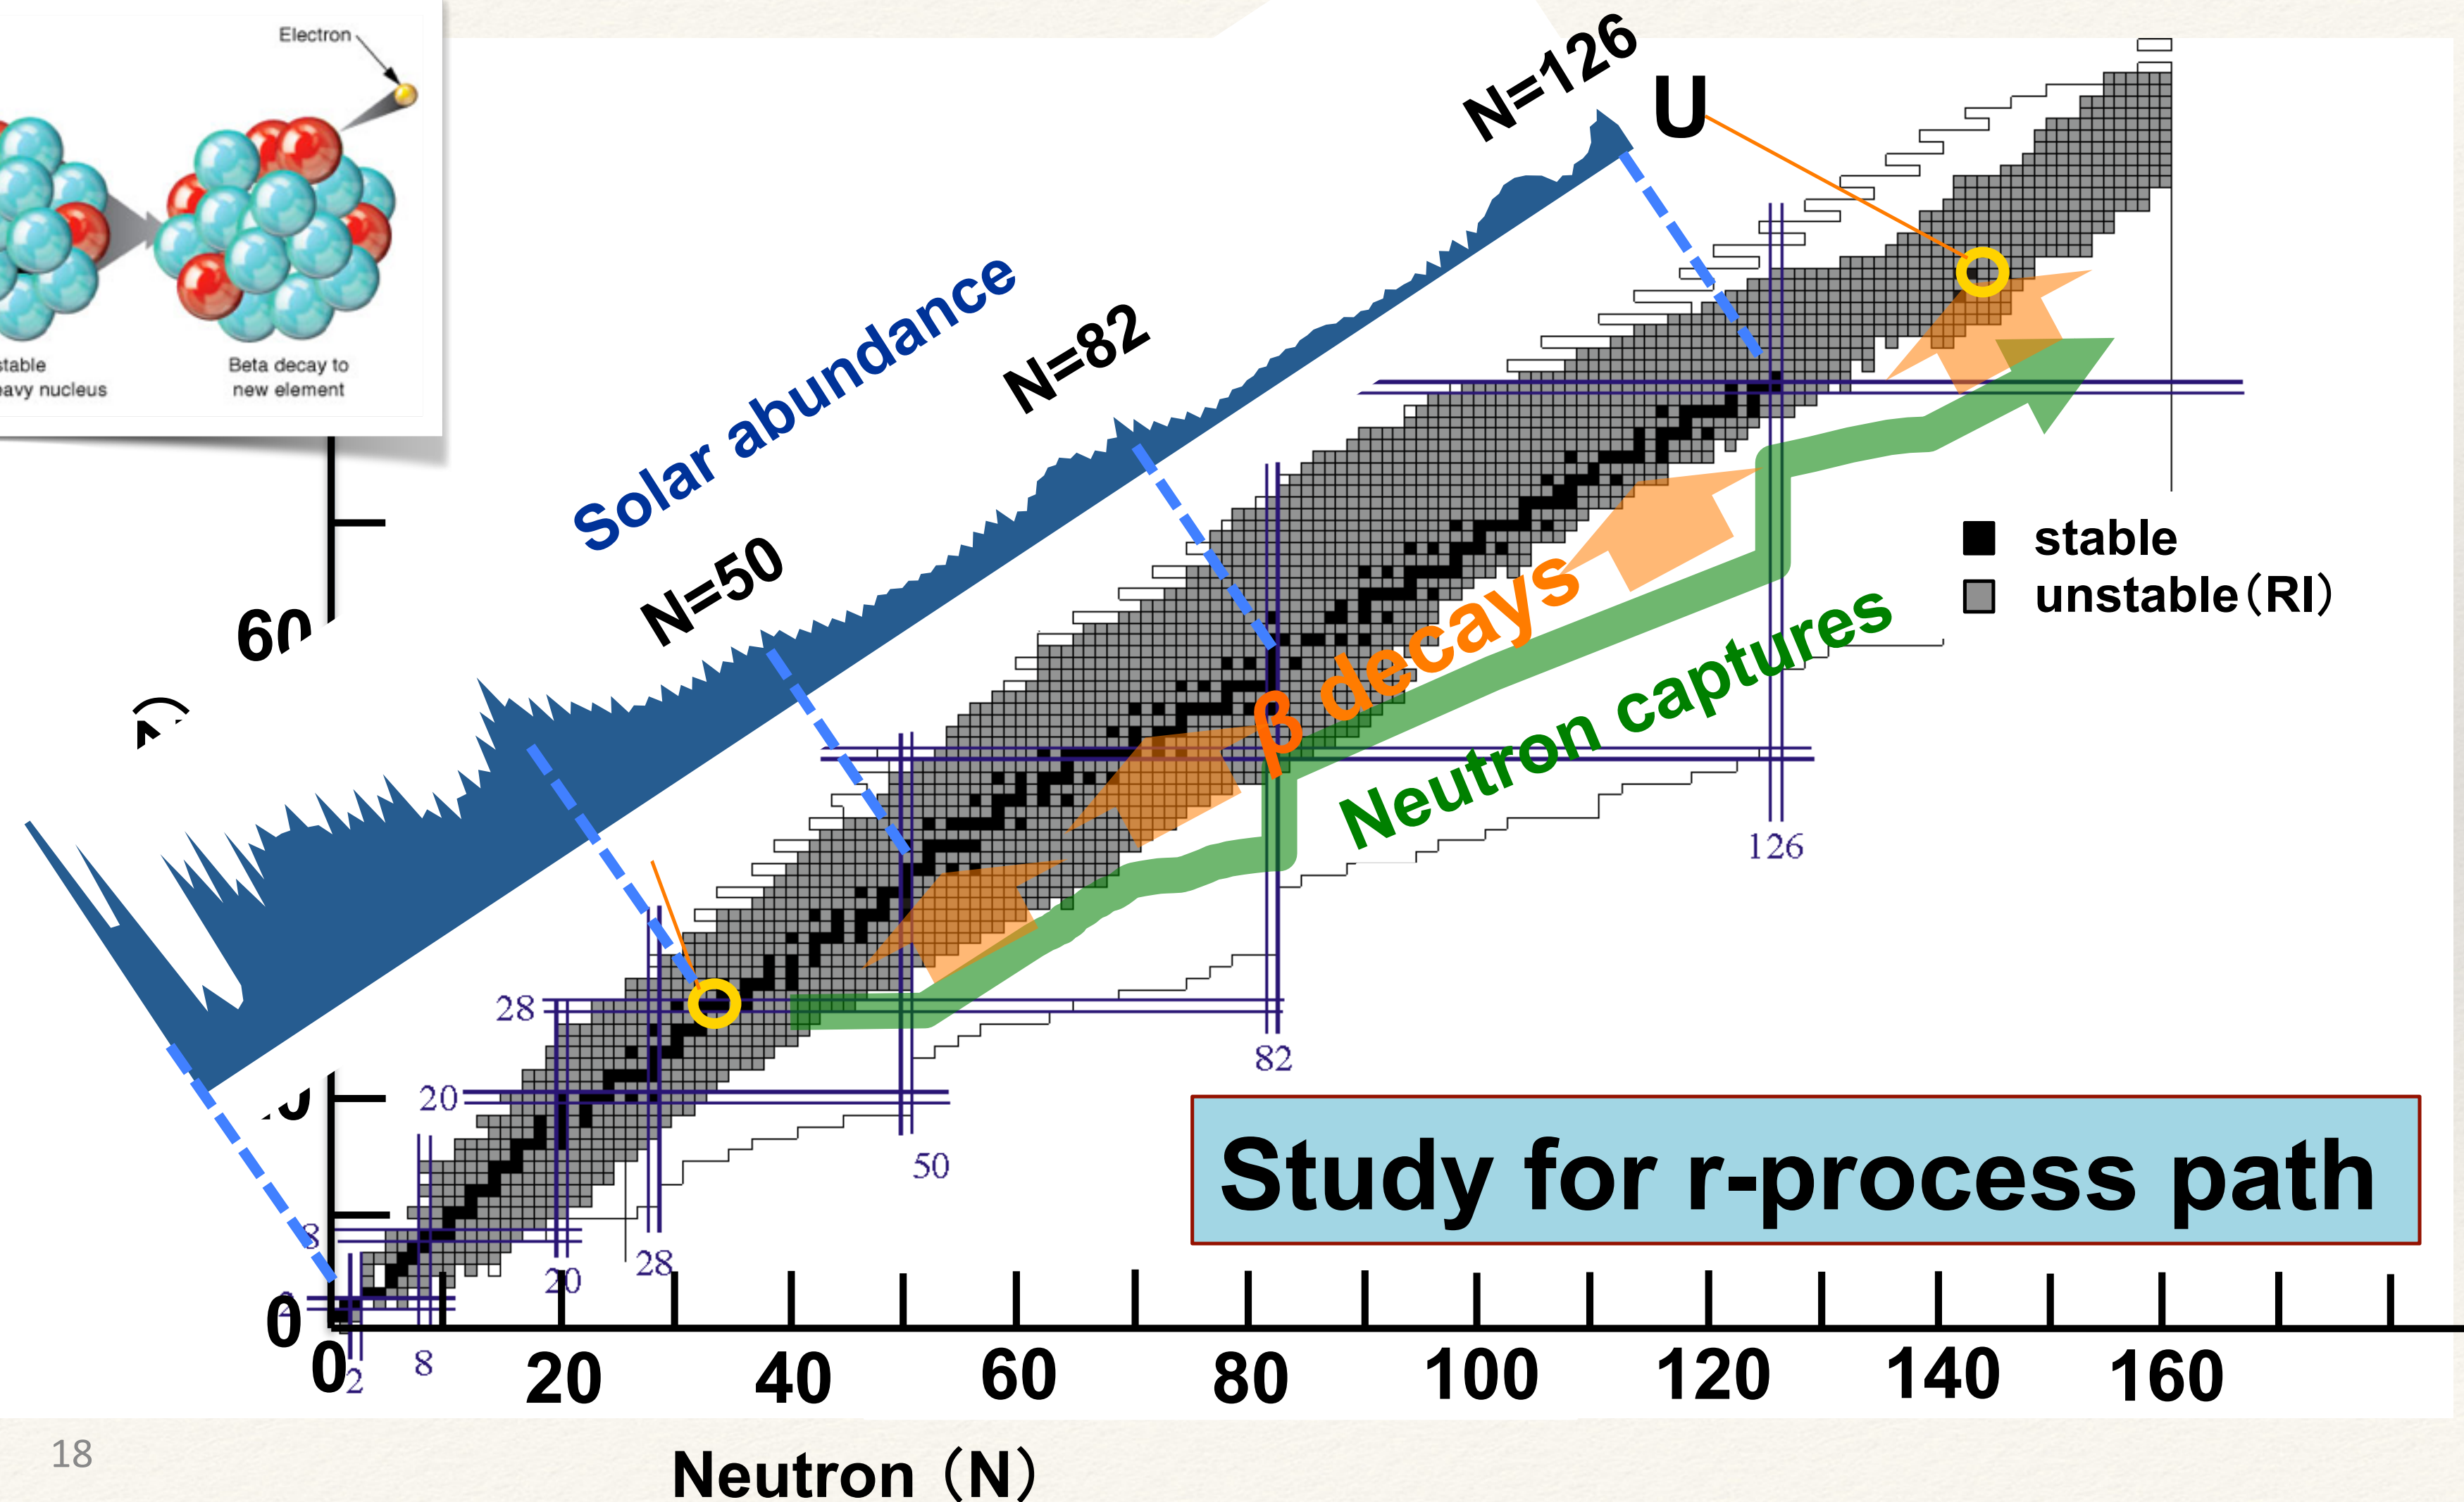 Electron
stable
eavy nucleus
Beta decay to
new element
N=126
U
Solar abundance
N=82
N=50
60
stable
unstable（RI）
β decays
Neutron captures
126
82
50
28
28
20
20
8
8
2
2
Study for r-process path
0
0
20
40
60
80
100
120
140
160
18
Neutron（N）